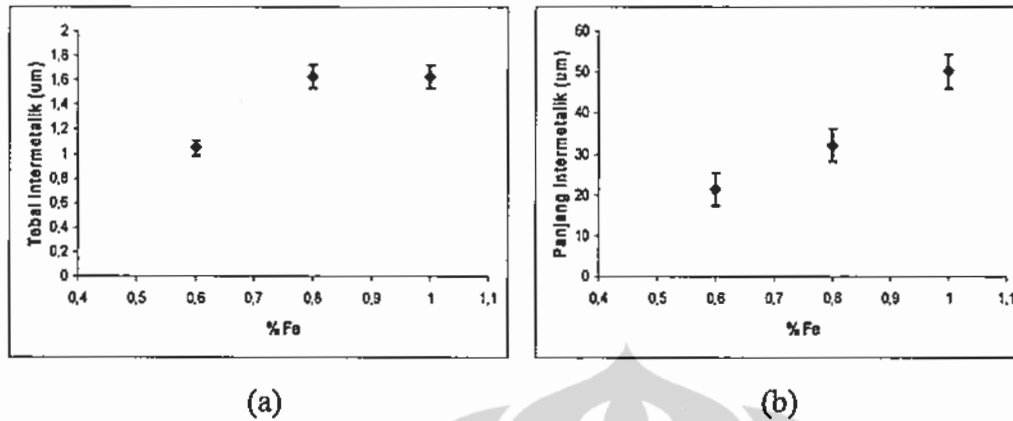 2
1,8
1,6
1,4
1,2
1
0,8
0,6
0,4
0,2
0
Tebal Intermetalik (um)
0,4 0,5 0,6 0,7 0,8 0,9 1 1,1
% Fe
(a)
60
50
40
30
20
10
0
Panjang Intermetalik (um)
0,4 0,5 0,6 0,7 0,8 0,9 1 1,1
% Fe
(b)